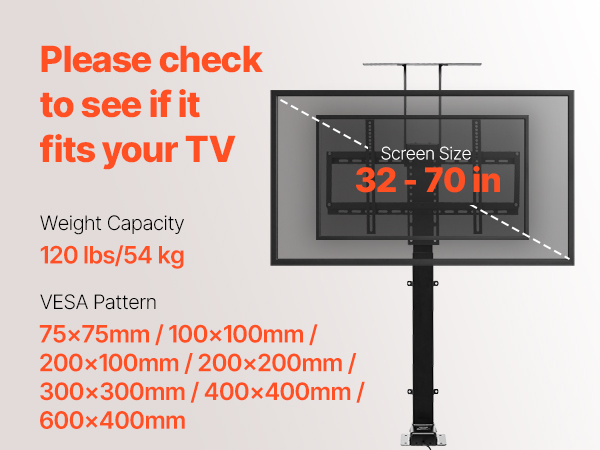 Please check
to see if it
fits your TV
Screen Size
32 - 70 in
Weight Capacity
120 lbs/54 kg
VESA Pattern
75×75mm / 100×100mm /
200×100mm / 200×200mm /
300×300mm / 400×400mm /
600×400mm